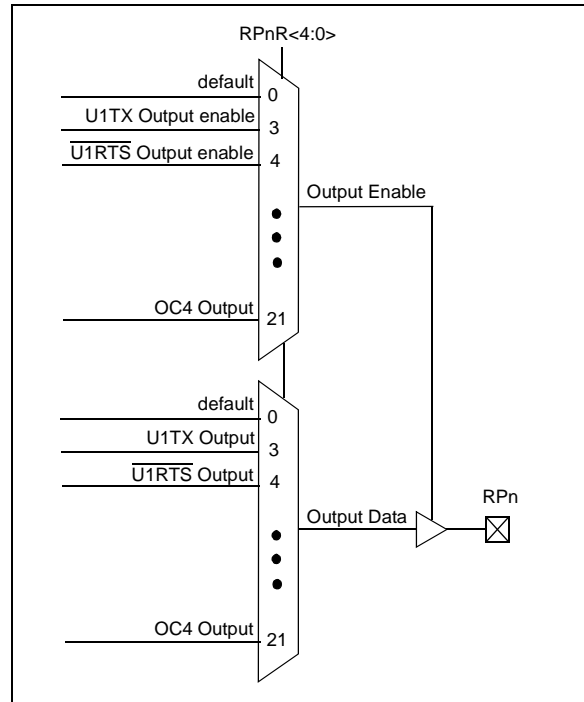 RPnR<4:0>
default
0
U1TX Output enable
3
U1RTS Output enable
4
Output Enable
OC4 Output
21
default
0
U1TX Output
3
U1RTS Output
4
RPn
Output Data
OC4 Output
21